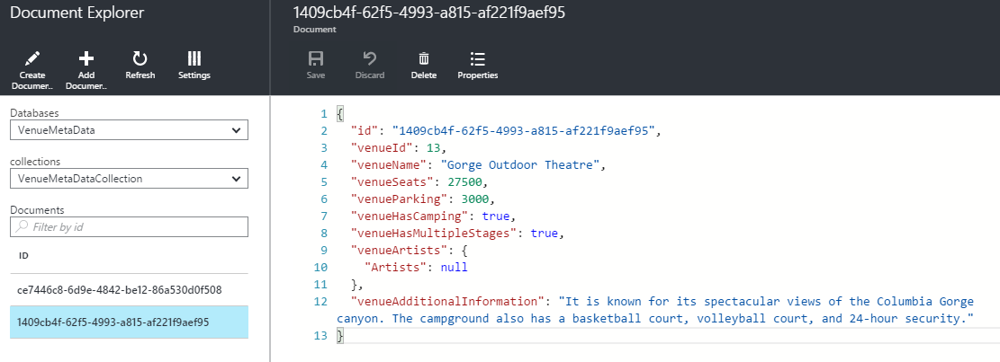 Document Explorer
Create Documen..
Add Documen..
Refresh
Settings
Databases
VenueMetaData
collections
VenueMetaDataCollection
Documents
Filter by id
ID
ce7446c8-6d9e-4842-be12-86a530d0f508
1409cb4f-62f5-4993-a815-af221f9aef95
1409cb4f-62f5-4993-a815-af221f9aef95
Document
Save
Discard
Delete
Properties
1 {
2 "id": "1409cb4f-62f5-4993-a815-af221f9aef95",
3 "venueId": 13,
4 "venueName": "Gorge Outdoor Theatre",
5 "venueSeats": 27500,
6 "venueParking": 3000,
7 "venueHasCamping": true,
8 "venueHasMultipleStages": true,
9 "venueArtists": {
10 "Artists": null
11 },
12 "venueAdditionalInformation": "It is known for its spectacular views of the Columbia Gorge
canyon. The campground also has a basketball court, volleyball court, and 24-hour security."
13 }